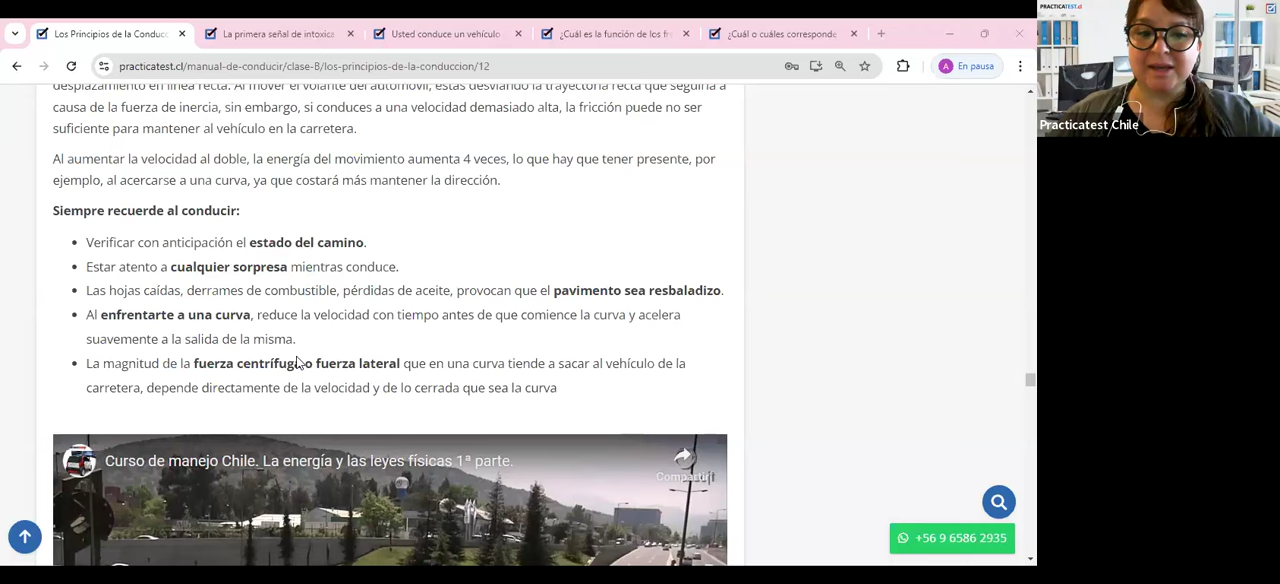 PRACTICATEST.cl
Los Principios de la Conducc
La primera señal de intoxica
Usted conduce un vehículo
¿Cuál es la función de los fr
¿Cuál o cuáles corresponde
practicatest.cl/manual-de-conducir/clase-B/los-principios-de-la-conduccion/12
A
En pausa
Practicatest Chile
desplazamiento en línea recta. Al mover el volante del automóvil, estás desviando la trayectoria recta que seguiría a
causa de la fuerza de inercia, sin embargo, si conduces a una velocidad demasiado alta, la fricción puede no ser
suficiente para mantener al vehículo en la carretera.
Al aumentar la velocidad al doble, la energía del movimiento aumenta 4 veces, lo que hay que tener presente, por
ejemplo, al acercarse a una curva, ya que costará más mantener la dirección.
Siempre recuerde al conducir:
• Verificar con anticipación el estado del camino.
• Estar atento a cualquier sorpresa mientras conduce.
• Las hojas caídas, derrames de combustible, pérdidas de aceite, provocan que el pavimento sea resbaladizo.
• Al enfrentarte a una curva, reduce la velocidad con tiempo antes de que comience la curva y acelera
suavemente a la salida de la misma.
• La magnitud de la fuerza centrífuga o fuerza lateral que en una curva tiende a sacar al vehículo de la
carretera, depende directamente de la velocidad y de lo cerrada que sea la curva
Curso de manejo Chile. La energía y las leyes físicas 1ª parte.
Compartir
+56 9 6586 2935